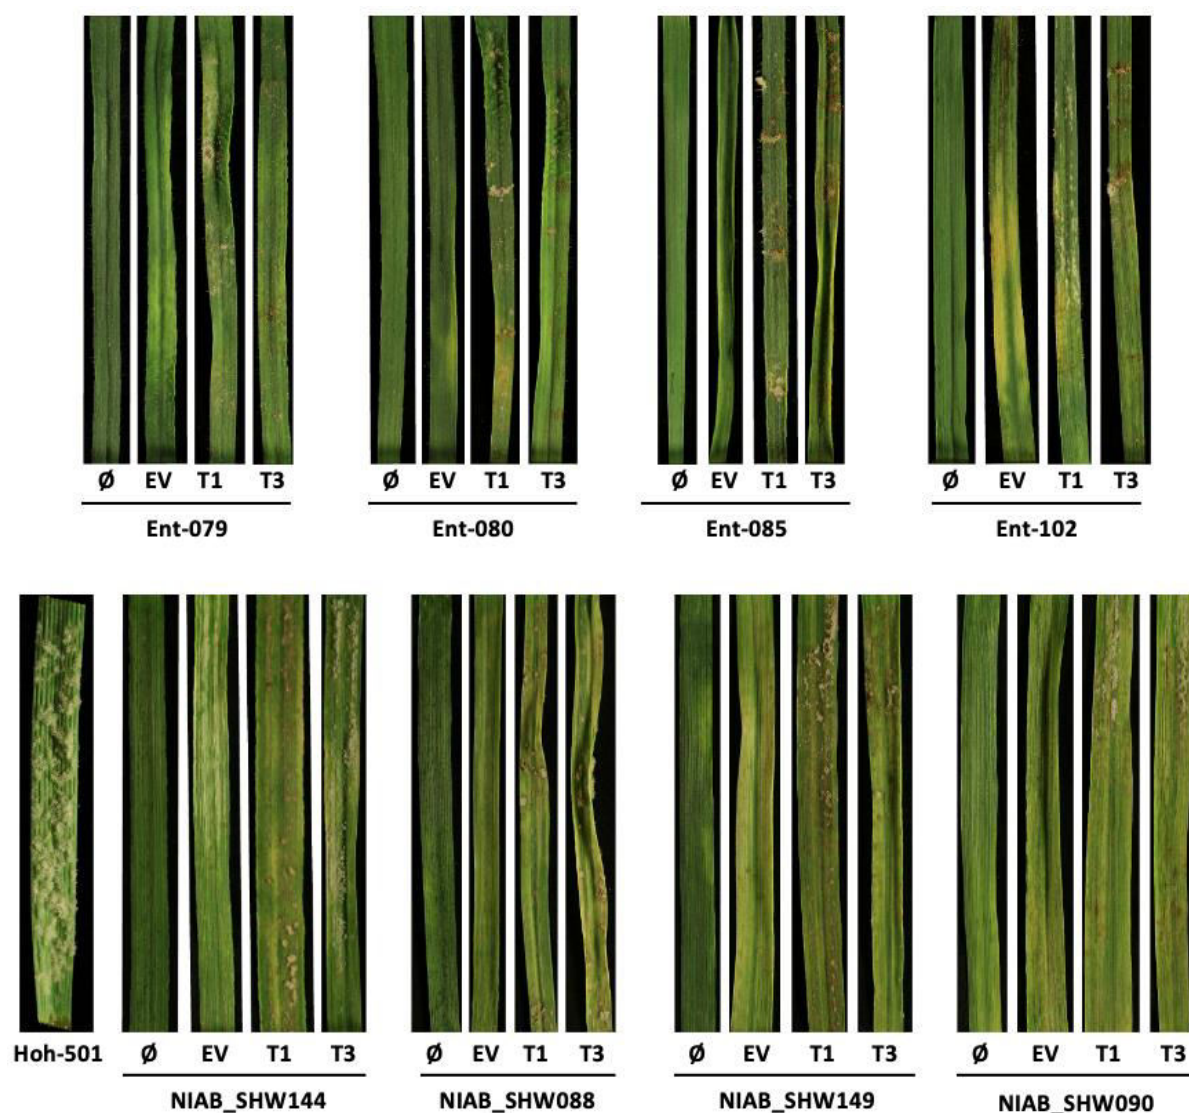 Ø EV T1 T3 Ø EV T1 T3 Ø EV T1 T3 Ø EV T1 T3
Ent-079 Ent-080 Ent-085 Ent-102
Hoh-501 Ø EV T1 T3 Ø EV T1 T3 Ø EV T1 T3 Ø EV T1 T3
NIAB_SHW144 NIAB_SHW088 NIAB_SHW149 NIAB_SHW090